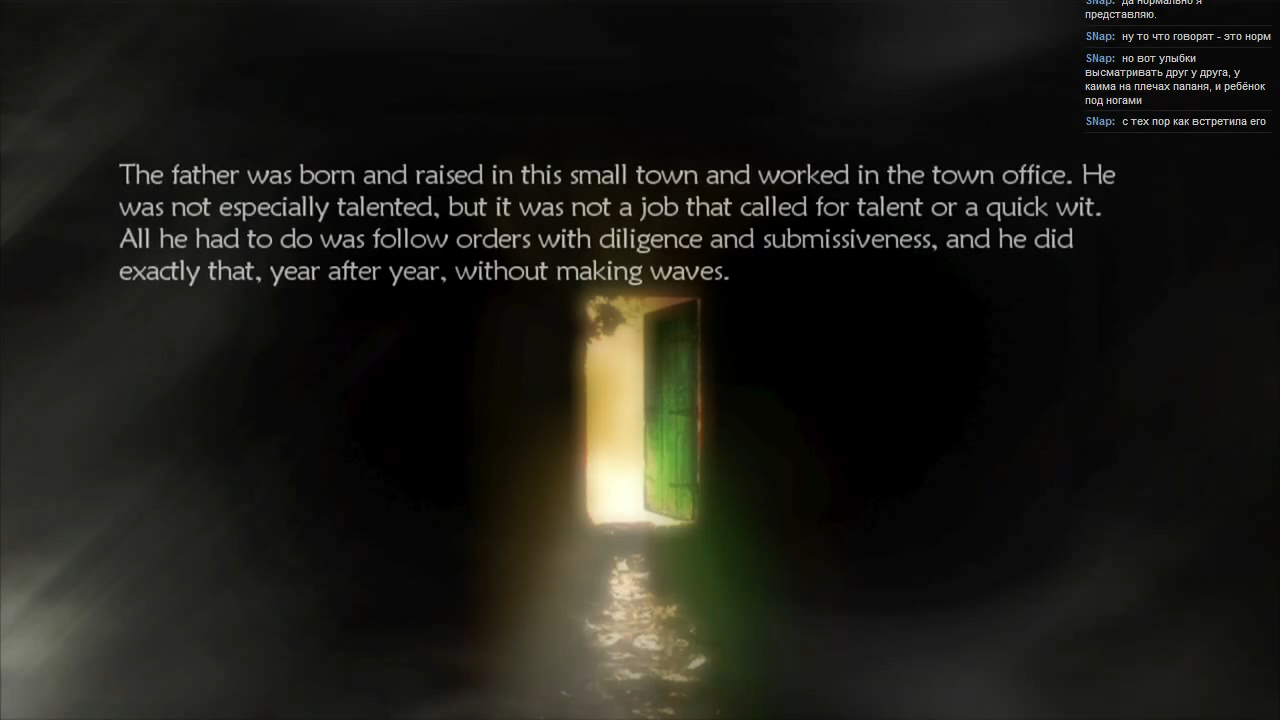 The father was born and raised in this small town and worked in the town office. He
was not especially talented, but it was not a job that called for talent or a quick wit.
All he had to do was follow orders with diligence and submissiveness, and he did
exactly that, year after year, without making waves.
SNap: да нормально я
представляю.
SNap: ну то что говорят - это норм
SNap: но вот улыбки
высматривать друг у друга, у
каима на плечах папаня, и ребёнок
под ногами
SNap: с тех пор как встретила его